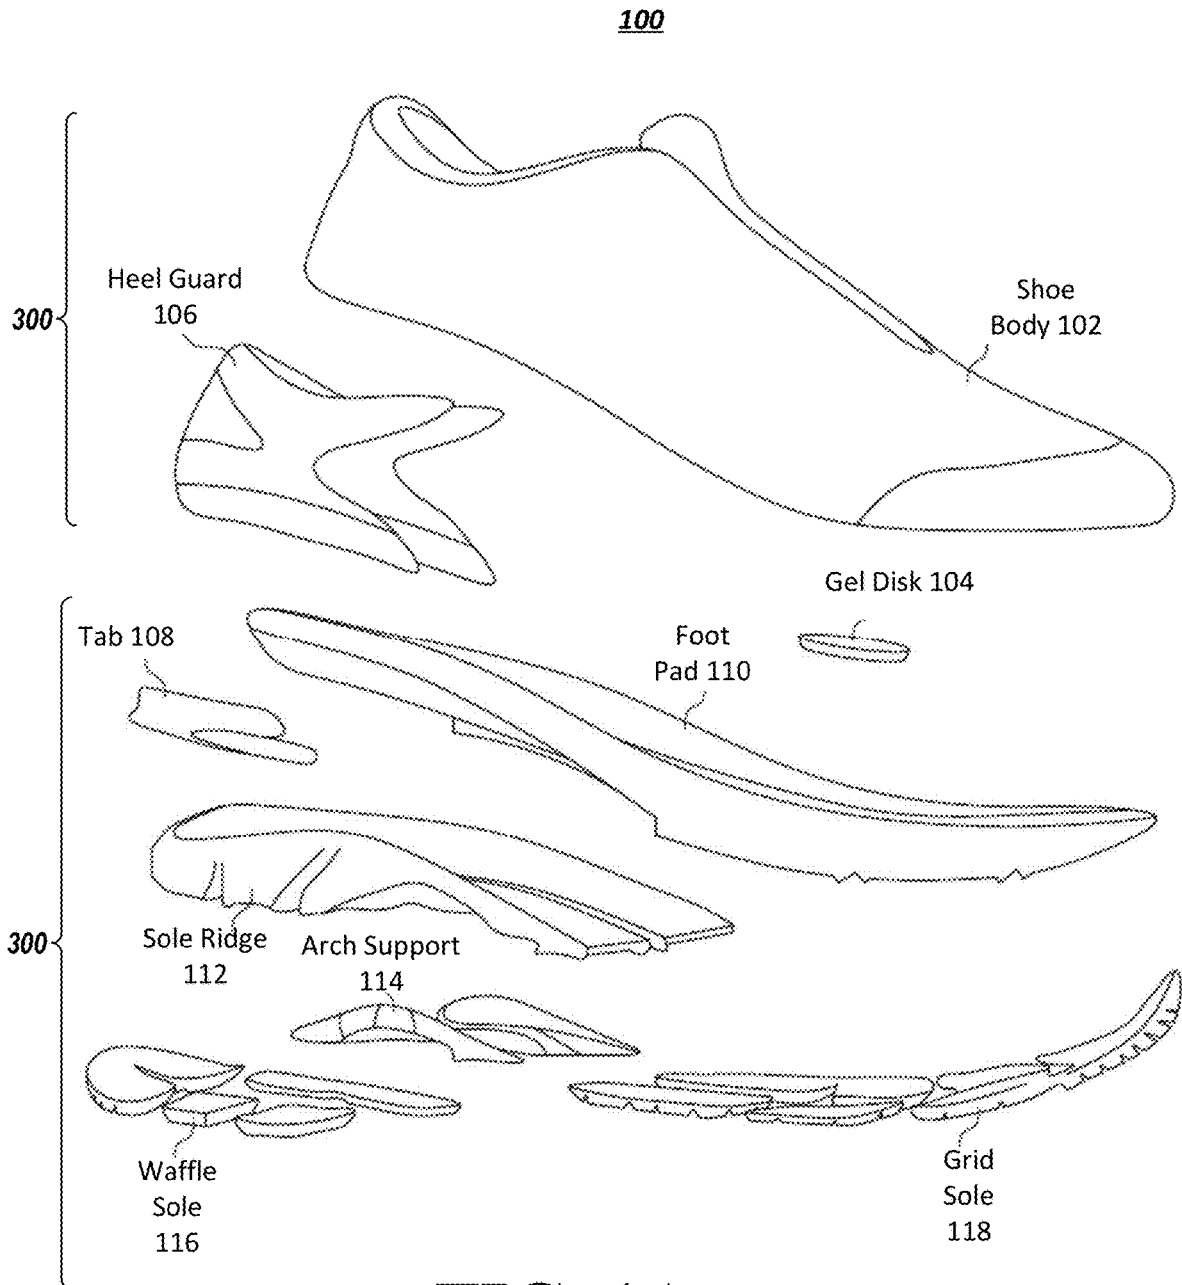 100
Heel Guard
106
300
Shoe
Body 102
Gel Disk 104
Tab 108
Foot
Pad 110
300
Sole Ridge
112
Arch Support
114
Waffle
Sole
116
Grid
Sole
118